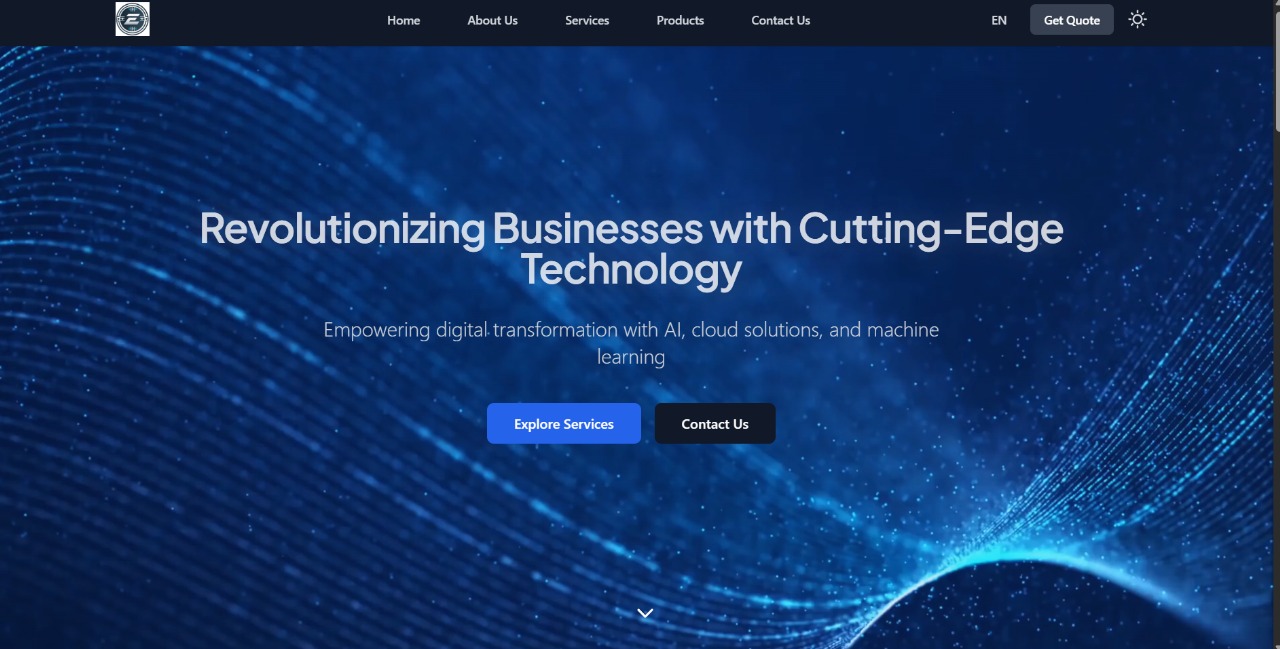 Home
About Us
Services
Products
Contact Us
EN
Get Quote
Revolutionizing Businesses with Cutting-Edge
Technology
Empowering digital transformation with AI, cloud solutions, and machine
learning
Explore Services
Contact Us